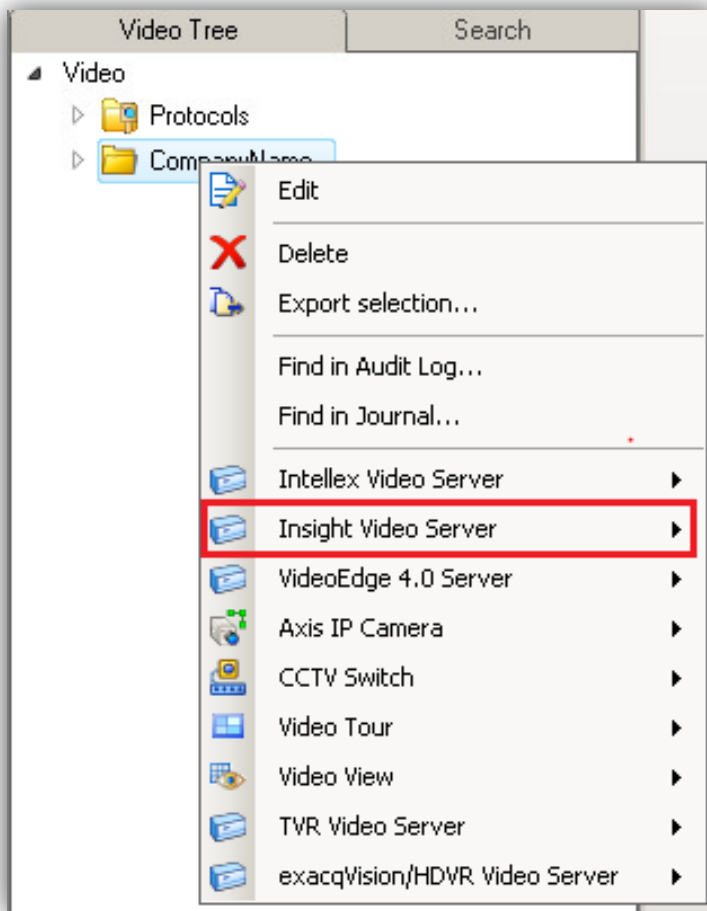 Video Tree Search
Video
Protocols
CompanyName
Edit
Delete
Export selection...
Find in Audit Log...
Find in Journal...
Intellex Video Server
Insight Video Server
VideoEdge 4.0 Server
Axis IP Camera
CCTV Switch
Video Tour
Video View
TVR Video Server
exacqVision/HDVR Video Server